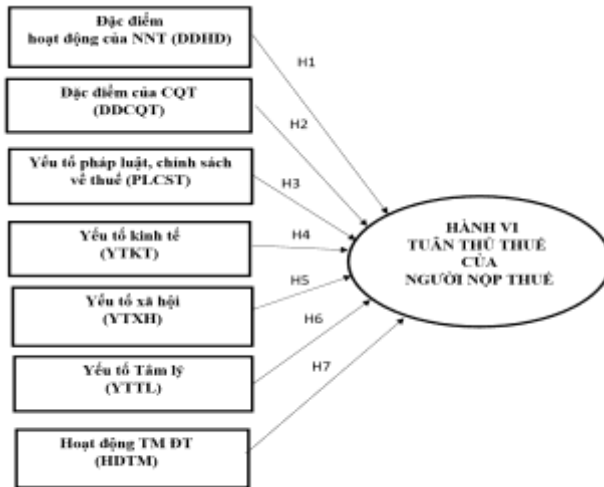 Đặc điểm
hoạt động của NNT (DDHD)
Đặc điểm của CQT
(DDCQT)
Yếu tố pháp luật, chính sách
về thuế (PLCST)
Yếu tố kinh tế
(YTKT)
Yếu tố xã hội
(YTXH)
Yếu tố Tâm lý
(YTTL)
Hoạt động TM ĐT
(HDTM)
H1
H2
H3
H4
H5
H6
H7
HÀNH VI
TUÂN THỦ THUẾ
CỦA
NGƯỜI NỘP THUẾ